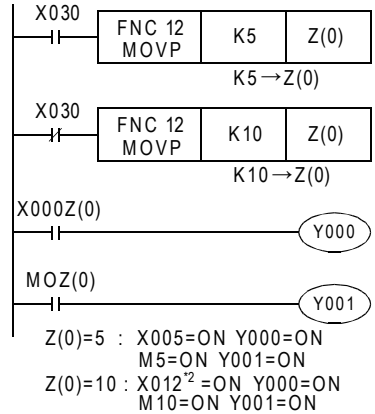 X030
FNC 12
MOVP
K5
Z(0)
K5→Z(0)
X030
FNC 12
MOVP
K10
Z(0)
K10→Z(0)
X000Z(0)
Y000
MOZ(0)
Y001
Z(0)=5 : X005=ON Y000=ON
M5=ON Y001=ON
Z(0)=10 : X012*2 =ON Y000=ON
M10=ON Y001=ON